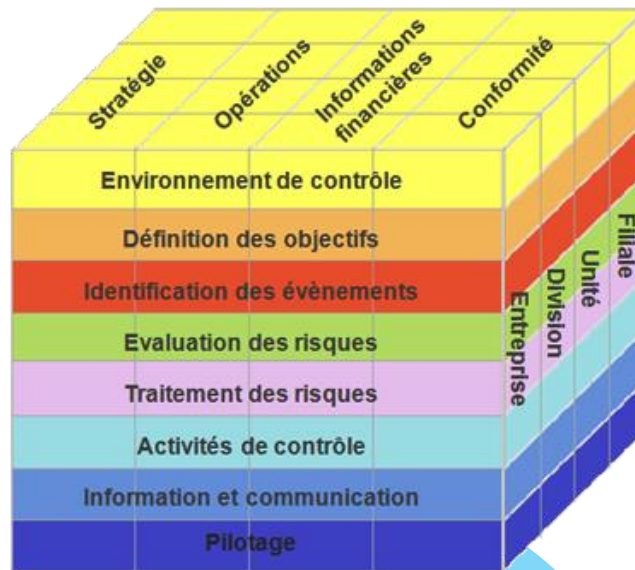 Stratégie
Opérations
Informations
financières
Conformité
Environnement de contrôle
Définition des objectifs
Identification des évènements
Evaluation des risques
Traitement des risques
Activités de contrôle
Information et communication
Pilotage
Entreprise
Division
Unité
Filiale